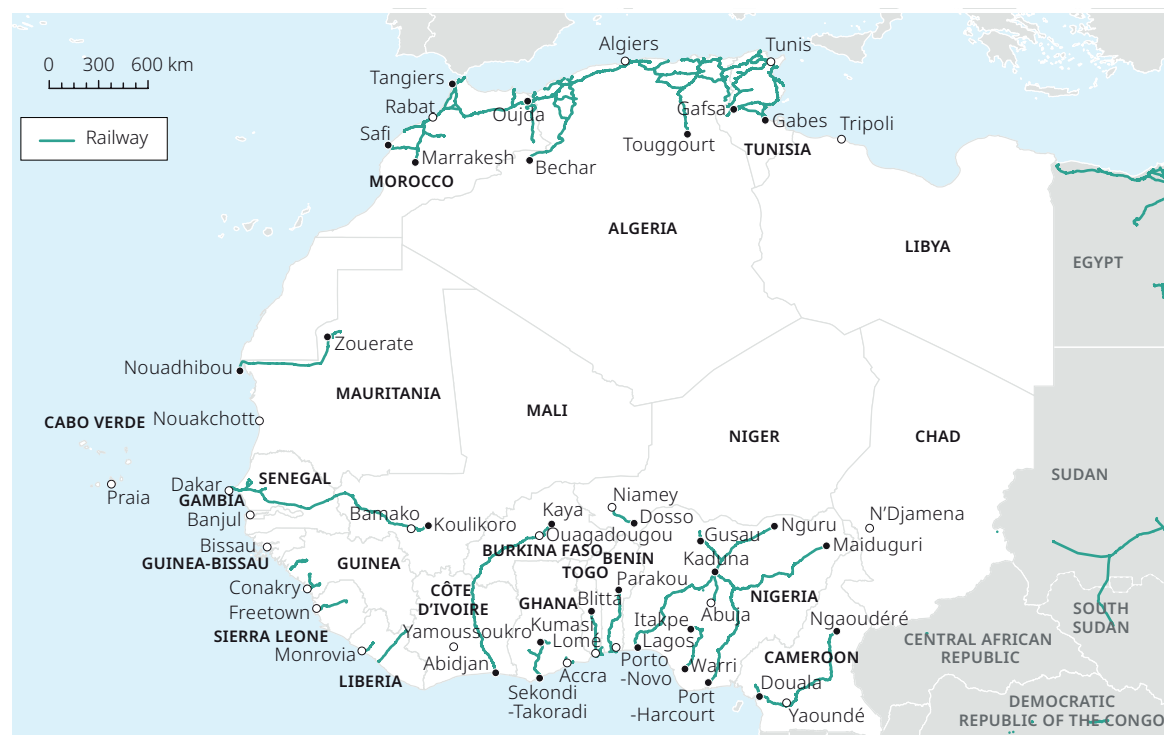 0 300 600 km
Railway
Algiers
Tunis
Tangiers
Rabat
Oujda
Gafsa
Safi
Gabes
Tripoli
Touggourt
TUNISIA
Marrakesh
Bechar
MOROCCO
ALGERIA
LIBYA
EGYPT
Zouerate
Nouadhibou
MAURITANIA
MALI
CABO VERDE
Nouakchott
NIGER
CHAD
SUDAN
Dakar
SENEGAL
Praia
GAMBIA
Banjul
Bamako
Koulikoro
Kaya
Niamey
Dosso
N'Djamena
Ouagadougou
Gusau
Nguru
Maiduguri
Bissau
GUINEA-BISSAU
GUINEA
BURKINA FASO
BENIN
Kaduna
TOGO
Parakou
Conakry
CÔTE
D'IVOIRE
GHANA
Blitta
NIGERIA
Freetown
Abuja
SOUTH
SUDAN
SIERRA LEONE
Yamoussoukro
Kumasi
Lomé
Itakpe
Lagos
Ngaoundéré
CENTRAL AFRICAN
REPUBLIC
Monrovia
Abidjan
Accra
Porto
-Novo
Warri
CAMEROON
LIBERIA
Sekondi
-Takoradi
Port
-Harcourt
Douala
Yaoundé
DEMOCRATIC
REPUBLIC OF THE CONGO